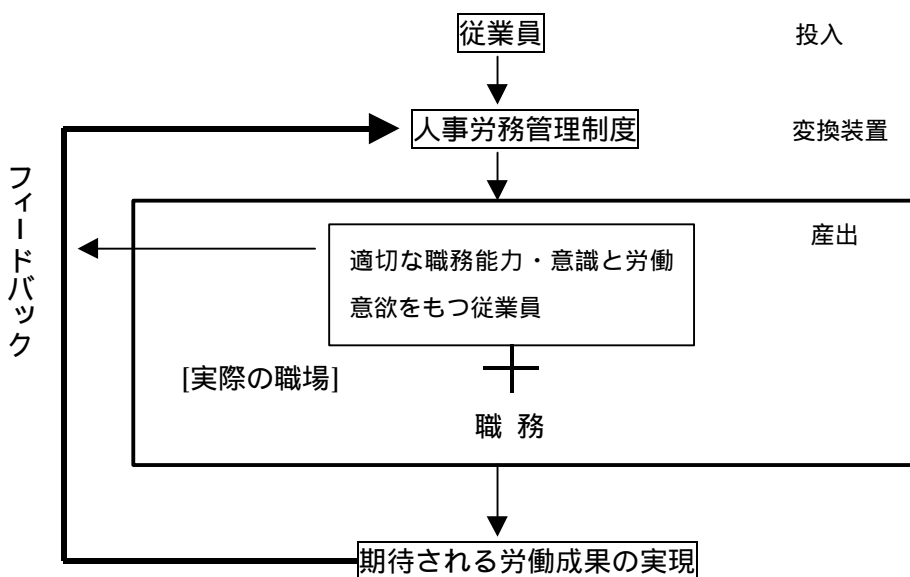 従業員
投入
人事労務管理制度
変換装置
フィードバック
産出
適切な職務能力・意識と労働
意欲をもつ従業員
[実際の職場]
職 務
期待される労働成果の実現